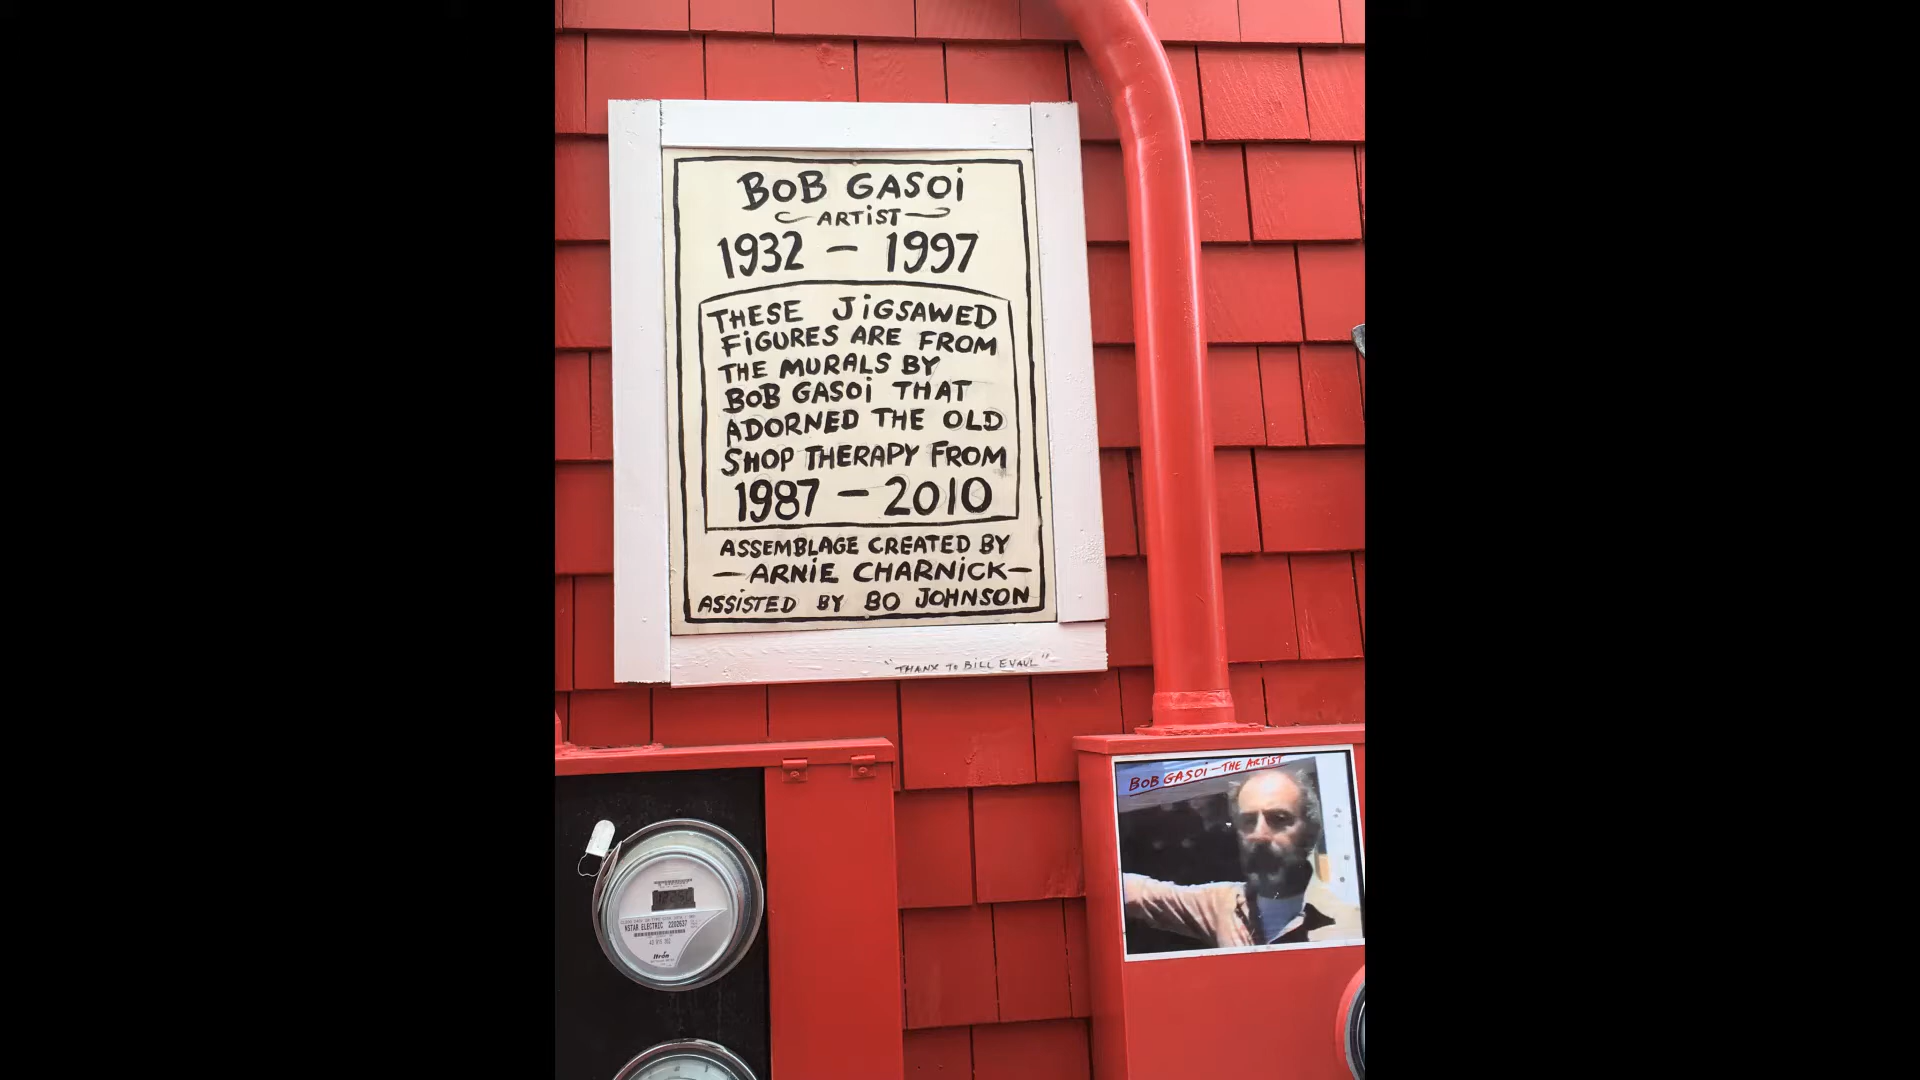 BOB GASOi
ARTiST
1932 – 1997
THESE JiGSAWED
FiGURES ARE FROM
THE MURALS BY
BOB GASOi THAT
ADORNED THE OLD
SHOP THERAPY FROM
1987 – 2010
ASSEMBLAGE CREATED BY
— ARNiE CHARNiCK —
ASSiSTED BY BO JOHNSON
"THANX TO BILL EVAUL"
BOB GASOi – THE ARTiST
NSTAR ELECTRIC 2202637
Itron